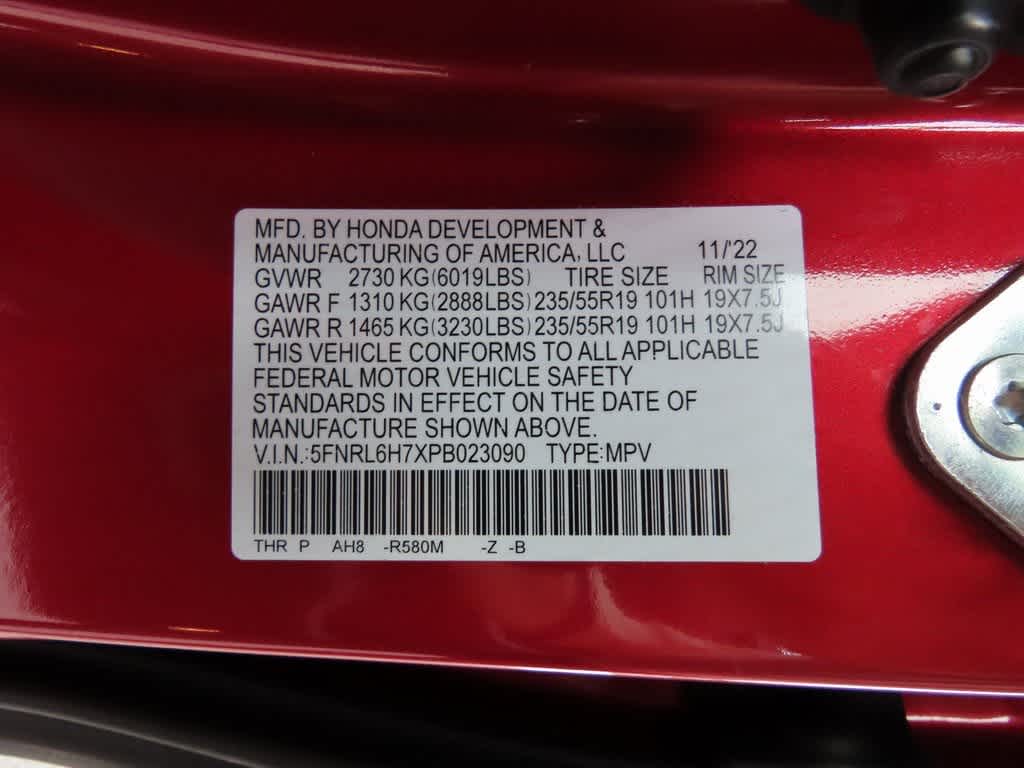 MFD. BY HONDA DEVELOPMENT &
MANUFACTURING OF AMERICA, LLC 11/'22
GVWR 2730 KG(6019LBS) TIRE SIZE RIM SIZE
GAWR F 1310 KG(2888LBS) 235/55R19 101H 19X7.5J
GAWR R 1465 KG(3230LBS) 235/55R19 101H 19X7.5J
THIS VEHICLE CONFORMS TO ALL APPLICABLE
FEDERAL MOTOR VEHICLE SAFETY
STANDARDS IN EFFECT ON THE DATE OF
MANUFACTURE SHOWN ABOVE.
V.I.N.:5FNRL6H7XPB023090 TYPE:MPV
THR P AH8 -R580M -Z -B